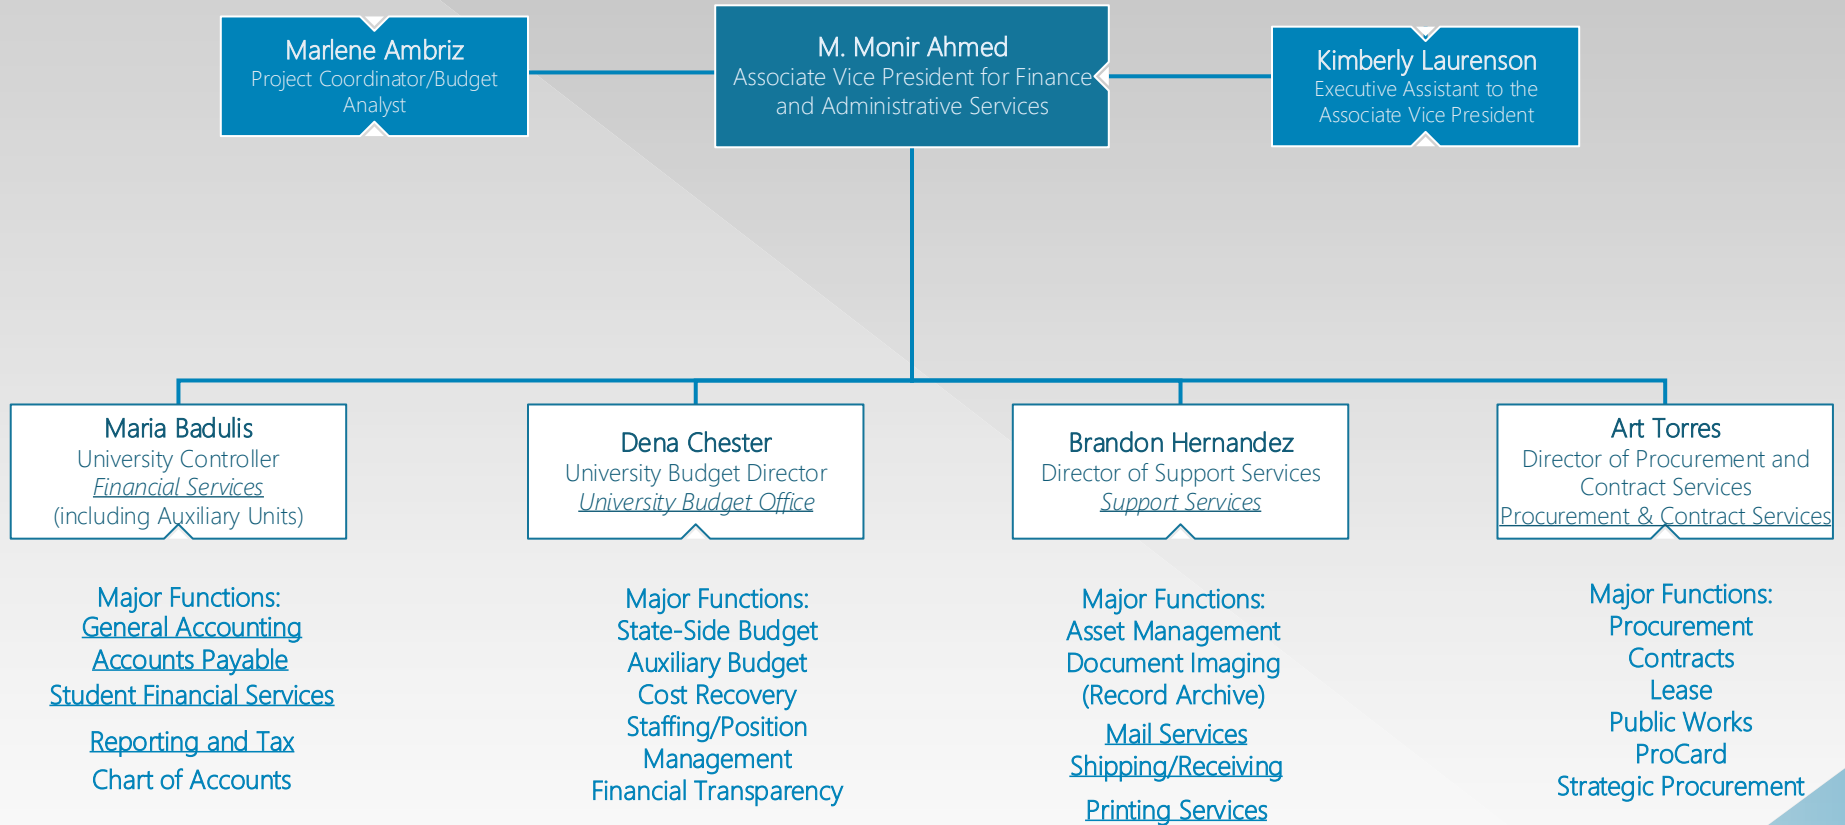 Marlene Ambriz
Project Coordinator/Budget
Analyst
M. Monir Ahmed
Associate Vice President for Finance
and Administrative Services
Kimberly Laurenson
Executive Assistant to the
Associate Vice President
Maria Badulis
University Controller
Financial Services
(including Auxiliary Units)
Dena Chester
University Budget Director
University Budget Office
Brandon Hernandez
Director of Support Services
Support Services
Art Torres
Director of Procurement and
Contract Services
Procurement & Contract Services
Major Functions:
General Accounting
Accounts Payable
Student Financial Services
Reporting and Tax
Chart of Accounts
Major Functions:
State-Side Budget
Auxiliary Budget
Cost Recovery
Staffing/Position
Management
Financial Transparency
Major Functions:
Asset Management
Document Imaging
(Record Archive)
Mail Services
Shipping/Receiving
Printing Services
Major Functions:
Procurement
Contracts
Lease
Public Works
ProCard
Strategic Procurement